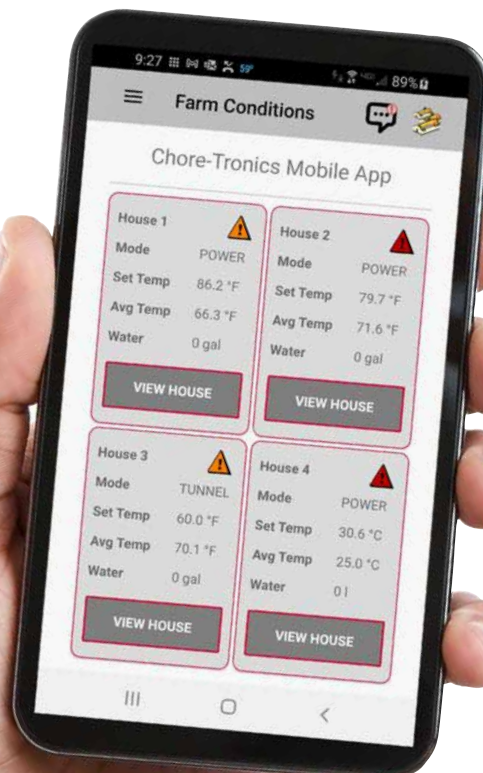 9:27 59° 89%
Farm Conditions
Chore-Tronics Mobile App
House 1
Mode POWER
Set Temp 86.2 °F
Avg Temp 66.3 °F
Water 0 gal
VIEW HOUSE
House 2
Mode POWER
Set Temp 79.7 °F
Avg Temp 71.6 °F
Water 0 gal
VIEW HOUSE
House 3
Mode TUNNEL
Set Temp 60.0 °F
Avg Temp 70.1 °F
Water 0 gal
VIEW HOUSE
House 4
Mode POWER
Set Temp 30.6 °C
Avg Temp 25.0 °C
Water 0 l
VIEW HOUSE